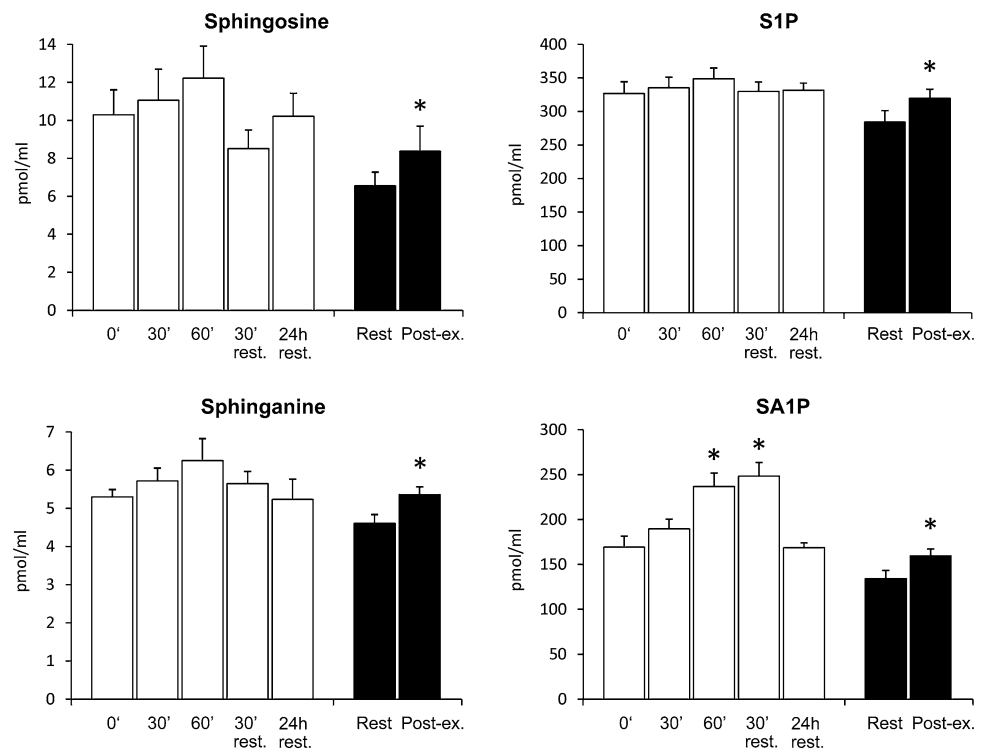 Sphingosine
14
12
10
8
6
4
2
0
pmol/ml
*
0‘ 30’ 60’ 30’ 24h Rest Post-ex.
rest. rest.
S1P
400
350
300
250
200
150
100
50
0
pmol/ml
*
0‘ 30’ 60’ 30’ 24h Rest Post-ex.
rest. rest.
Sphinganine
7
6
5
4
3
2
1
0
pmol/ml
*
0‘ 30’ 60’ 30’ 24h Rest Post-ex.
rest. rest.
SA1P
300
250
200
150
100
50
0
pmol/ml
* * *
0‘ 30’ 60’ 30’ 24h Rest Post-ex.
rest. rest.